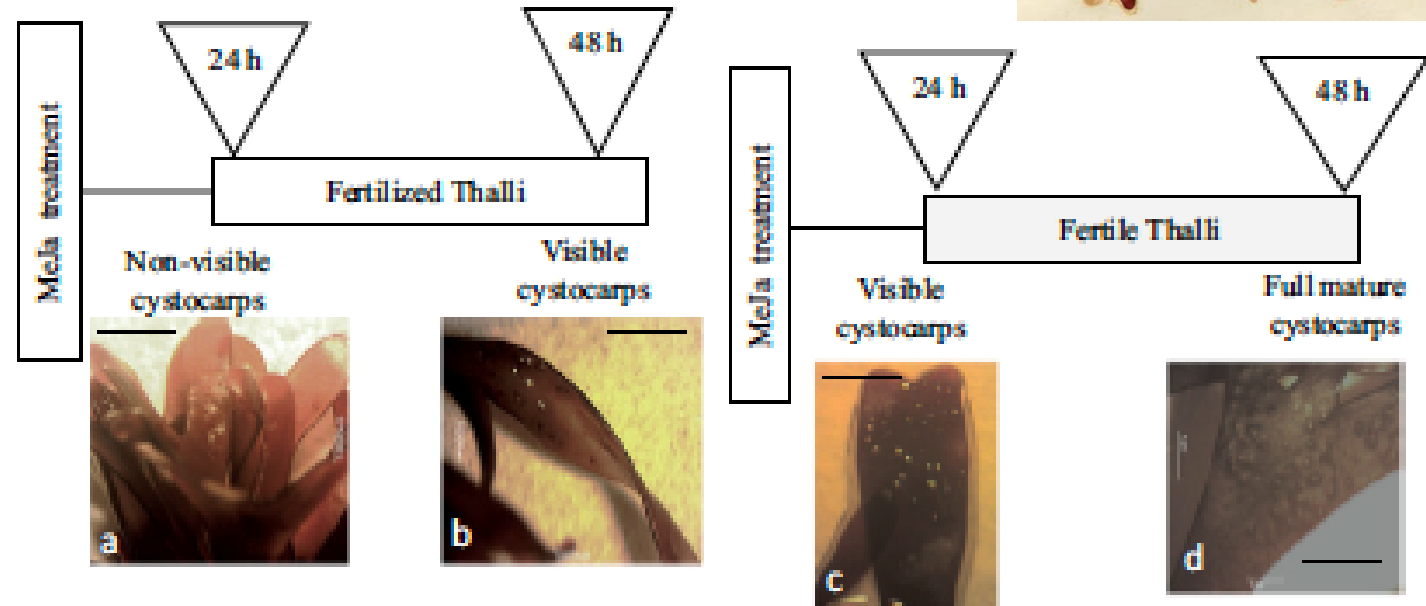 MeJa treatment
24 h
48 h
Fertilized Thalli
Non-visible
cystocarps
Visible
cystocarps
a
b
MeJa treatment
24 h
48 h
Fertile Thalli
Visible
cystocarps
Full mature
cystocarps
c
d